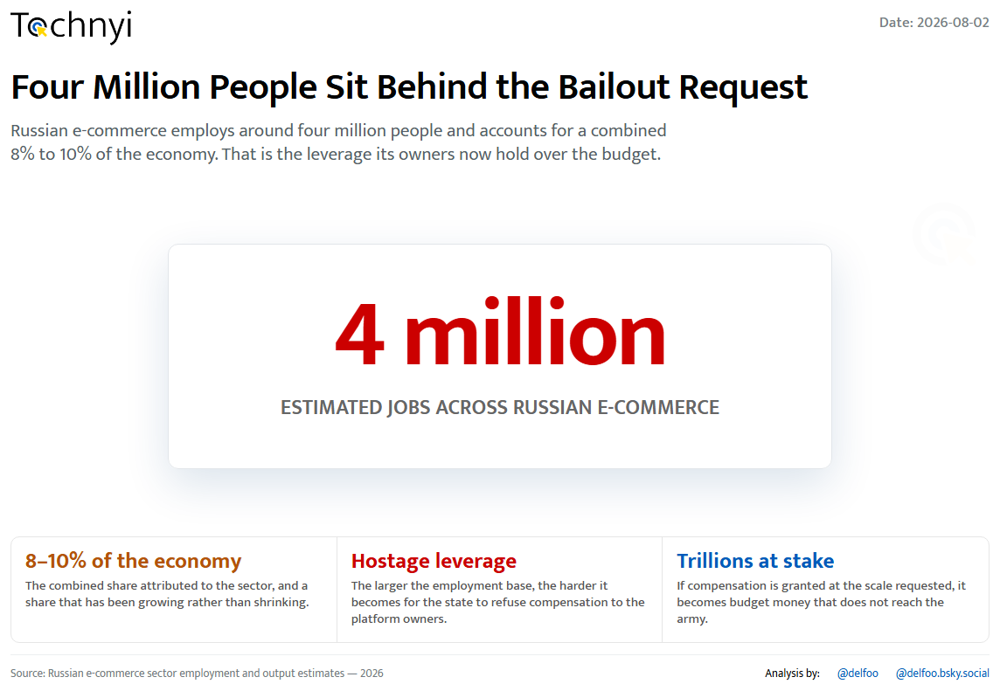 Technyi
Date: 2026-08-02
Four Million People Sit Behind the Bailout Request
Russian e-commerce employs around four million people and accounts for a combined
8% to 10% of the economy. That is the leverage its owners now hold over the budget.
4 million
ESTIMATED JOBS ACROSS RUSSIAN E-COMMERCE
8–10% of the economy
The combined share attributed to the sector, and a
share that has been growing rather than shrinking.
Hostage leverage
The larger the employment base, the harder it
becomes for the state to refuse compensation to the
platform owners.
Trillions at stake
If compensation is granted at the scale requested, it
becomes budget money that does not reach the
army.
Source: Russian e-commerce sector employment and output estimates — 2026
Analysis by: @delfoo @delfoo.bsky.social